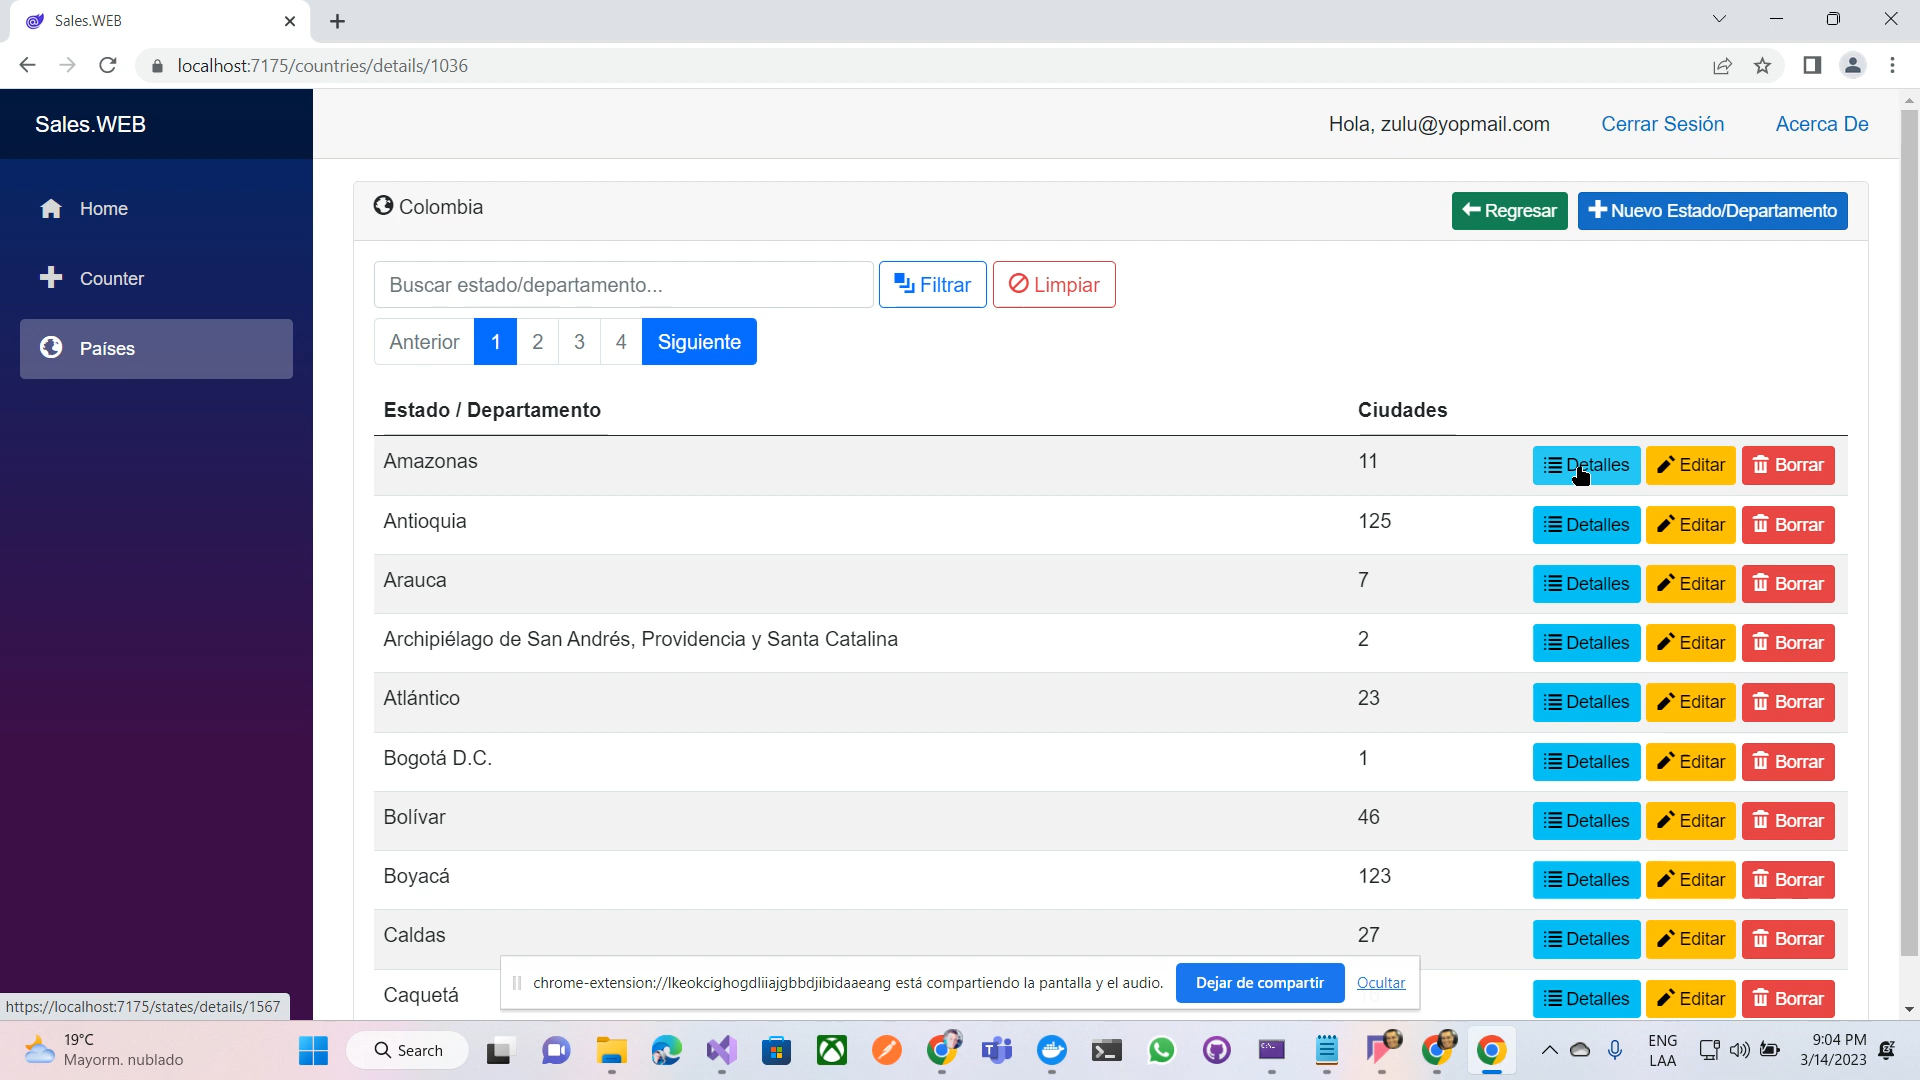 Sales.WEB
localhost:7175/countries/details/1036
Sales.WEB
Hola, zulu@yopmail.com Cerrar Sesión Acerca De
Home
Counter
Países
Colombia
Regresar Nuevo Estado/Departamento
Buscar estado/departamento... Filtrar Limpiar
Anterior 1 2 3 4 Siguiente
Estado / Departamento Ciudades
Amazonas 11 Detalles Editar Borrar
Antioquia 125 Detalles Editar Borrar
Arauca 7 Detalles Editar Borrar
Archipiélago de San Andrés, Providencia y Santa Catalina 2 Detalles Editar Borrar
Atlántico 23 Detalles Editar Borrar
Bogotá D.C. 1 Detalles Editar Borrar
Bolívar 46 Detalles Editar Borrar
Boyacá 123 Detalles Editar Borrar
Caldas 27 Detalles Editar Borrar
Caquetá Detalles Editar Borrar
chrome-extension://lkeokcighogdliiajgbbdjibidaaeang está compartiendo la pantalla y el audio. Dejar de compartir Ocultar
https://localhost:7175/states/details/1567
19°C
Mayorm. nublado
Search
ENG
LAA
9:04 PM
3/14/2023